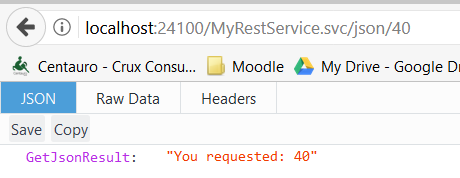 localhost:24100/MyRestService.svc/json/40
Centauro - Crux Consu... Moodle My Drive - Google Dr
JSON Raw Data Headers
Save Copy
GetJsonResult: "You requested: 40"